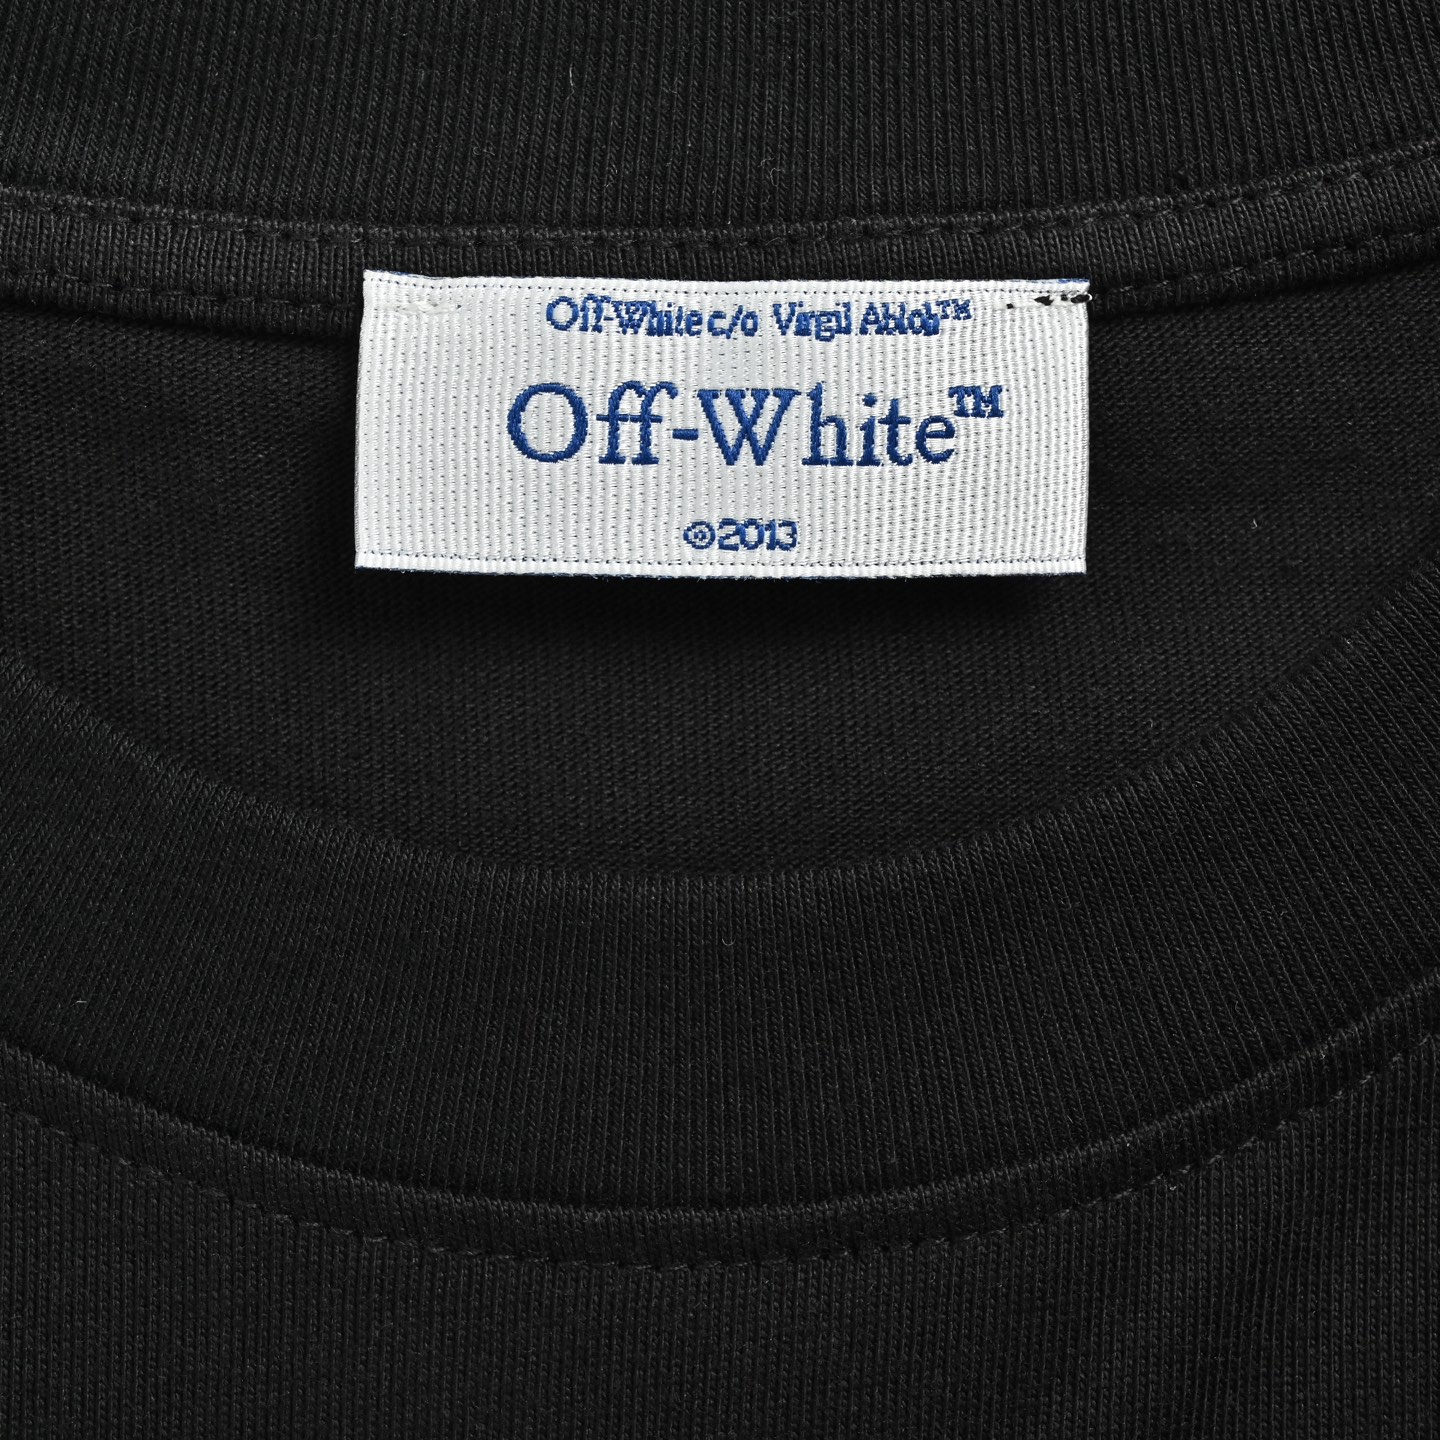 Off-White c/o Virgil Abloh™
Off-White™
©2013